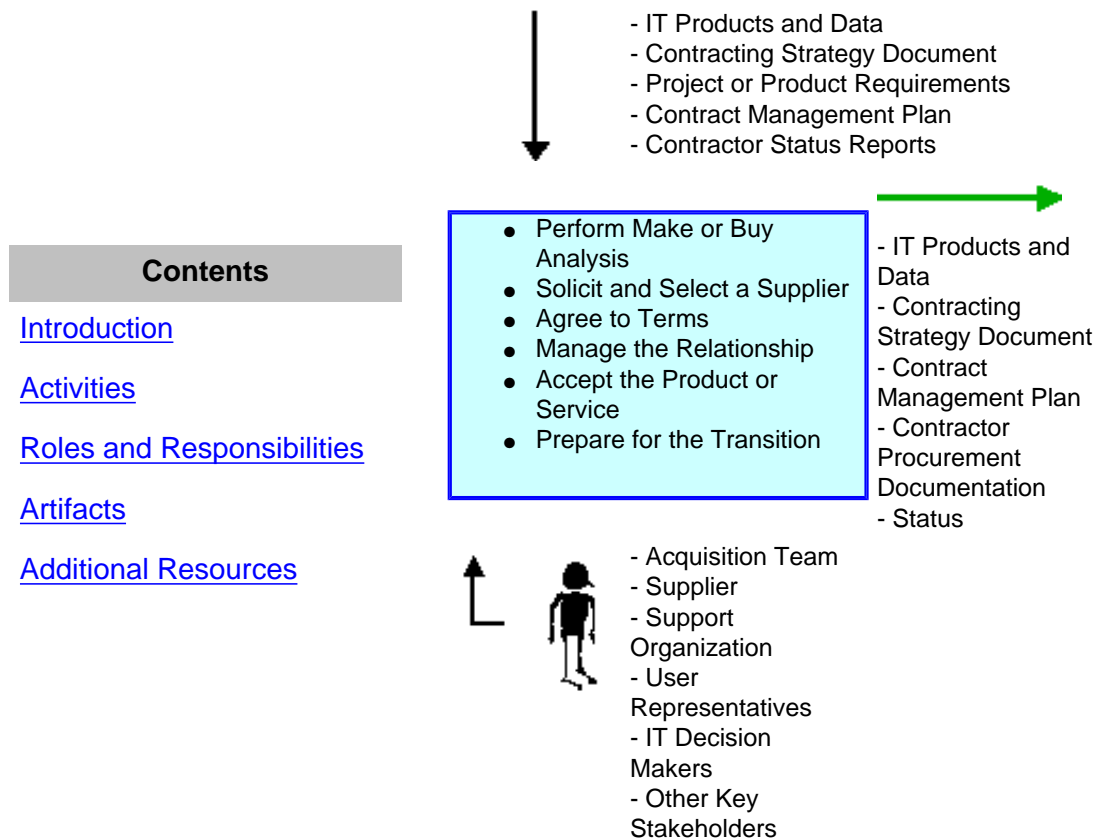 - IT Products and Data
- Contracting Strategy Document
- Project or Product Requirements
- Contract Management Plan
- Contractor Status Reports
Contents
Introduction
Activities
Roles and Responsibilities
Artifacts
Additional Resources
● Perform Make or Buy
Analysis
● Solicit and Select a Supplier
● Agree to Terms
● Manage the Relationship
● Accept the Product or
Service
● Prepare for the Transition
- IT Products and
Data
- Contracting
Strategy Document
- Contract
Management Plan
- Contractor
Procurement
Documentation
- Status
- Acquisition Team
- Supplier
- Support
Organization
- User
Representatives
- IT Decision
Makers
- Other Key
Stakeholders